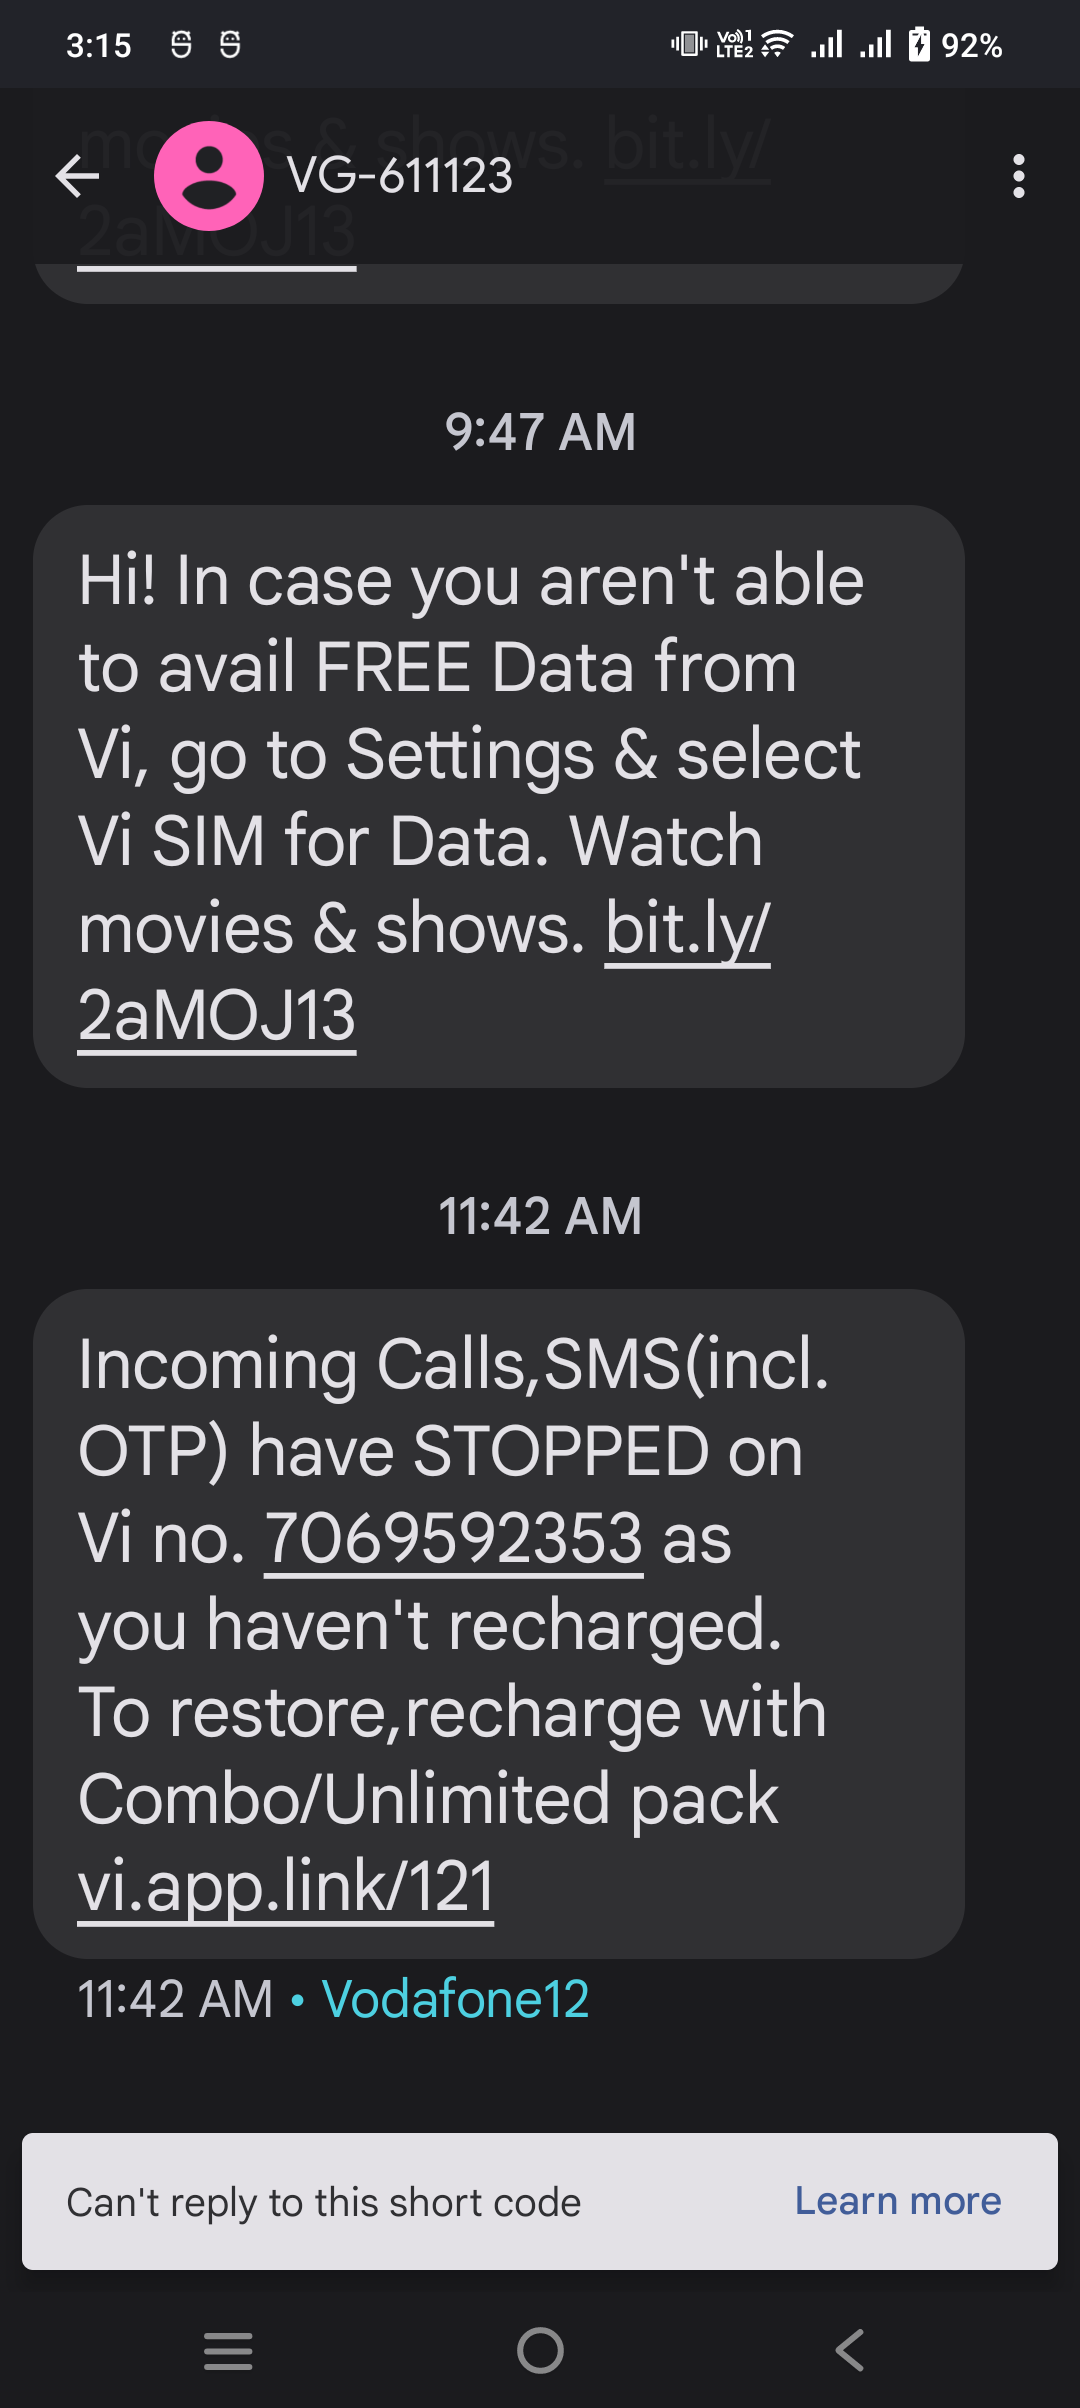 3:15 Vo) 1 LTE2 92%
movies & shows. bit.ly/
VG-611123
2aMOJ13
9:47 AM
Hi! In case you aren't able
to avail FREE Data from
Vi, go to Settings & select
Vi SIM for Data. Watch
movies & shows. bit.ly/
2aMOJ13
11:42 AM
Incoming Calls,SMS(incl.
OTP) have STOPPED on
Vi no. 7069592353 as
you haven't recharged.
To restore,recharge with
Combo/Unlimited pack
vi.app.link/121
11:42 AM • Vodafone12
Can't reply to this short code Learn more